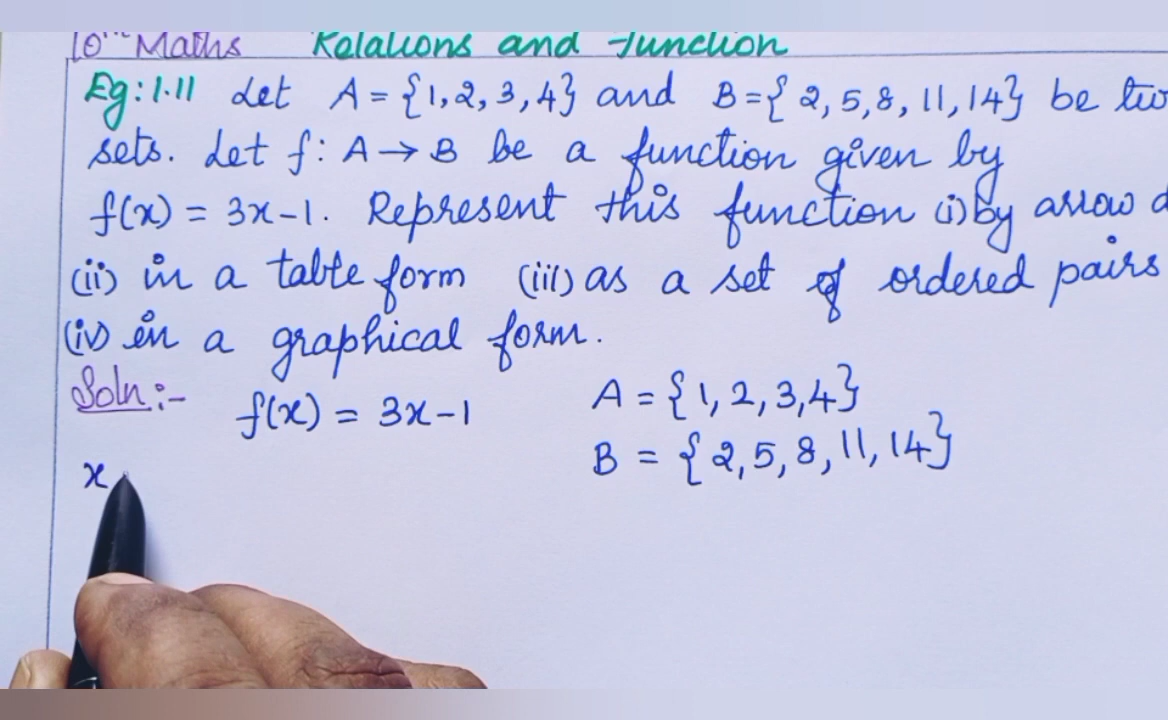 10th Maths Relations and Function
Eg:1.11 Let A = {1, 2, 3, 4} and B = { 2, 5, 8, 11, 14} be
sets. Let f : A → B be a function given by
f(x) = 3x-1. Represent this function (i) by arrow
(ii) in a table form (iii) as a set of ordered pairs
(iv) in a graphical form.
Soln:-
f(x) = 3x-1
A = { 1, 2, 3, 4}
B = { 2, 5, 8, 11, 14}
x